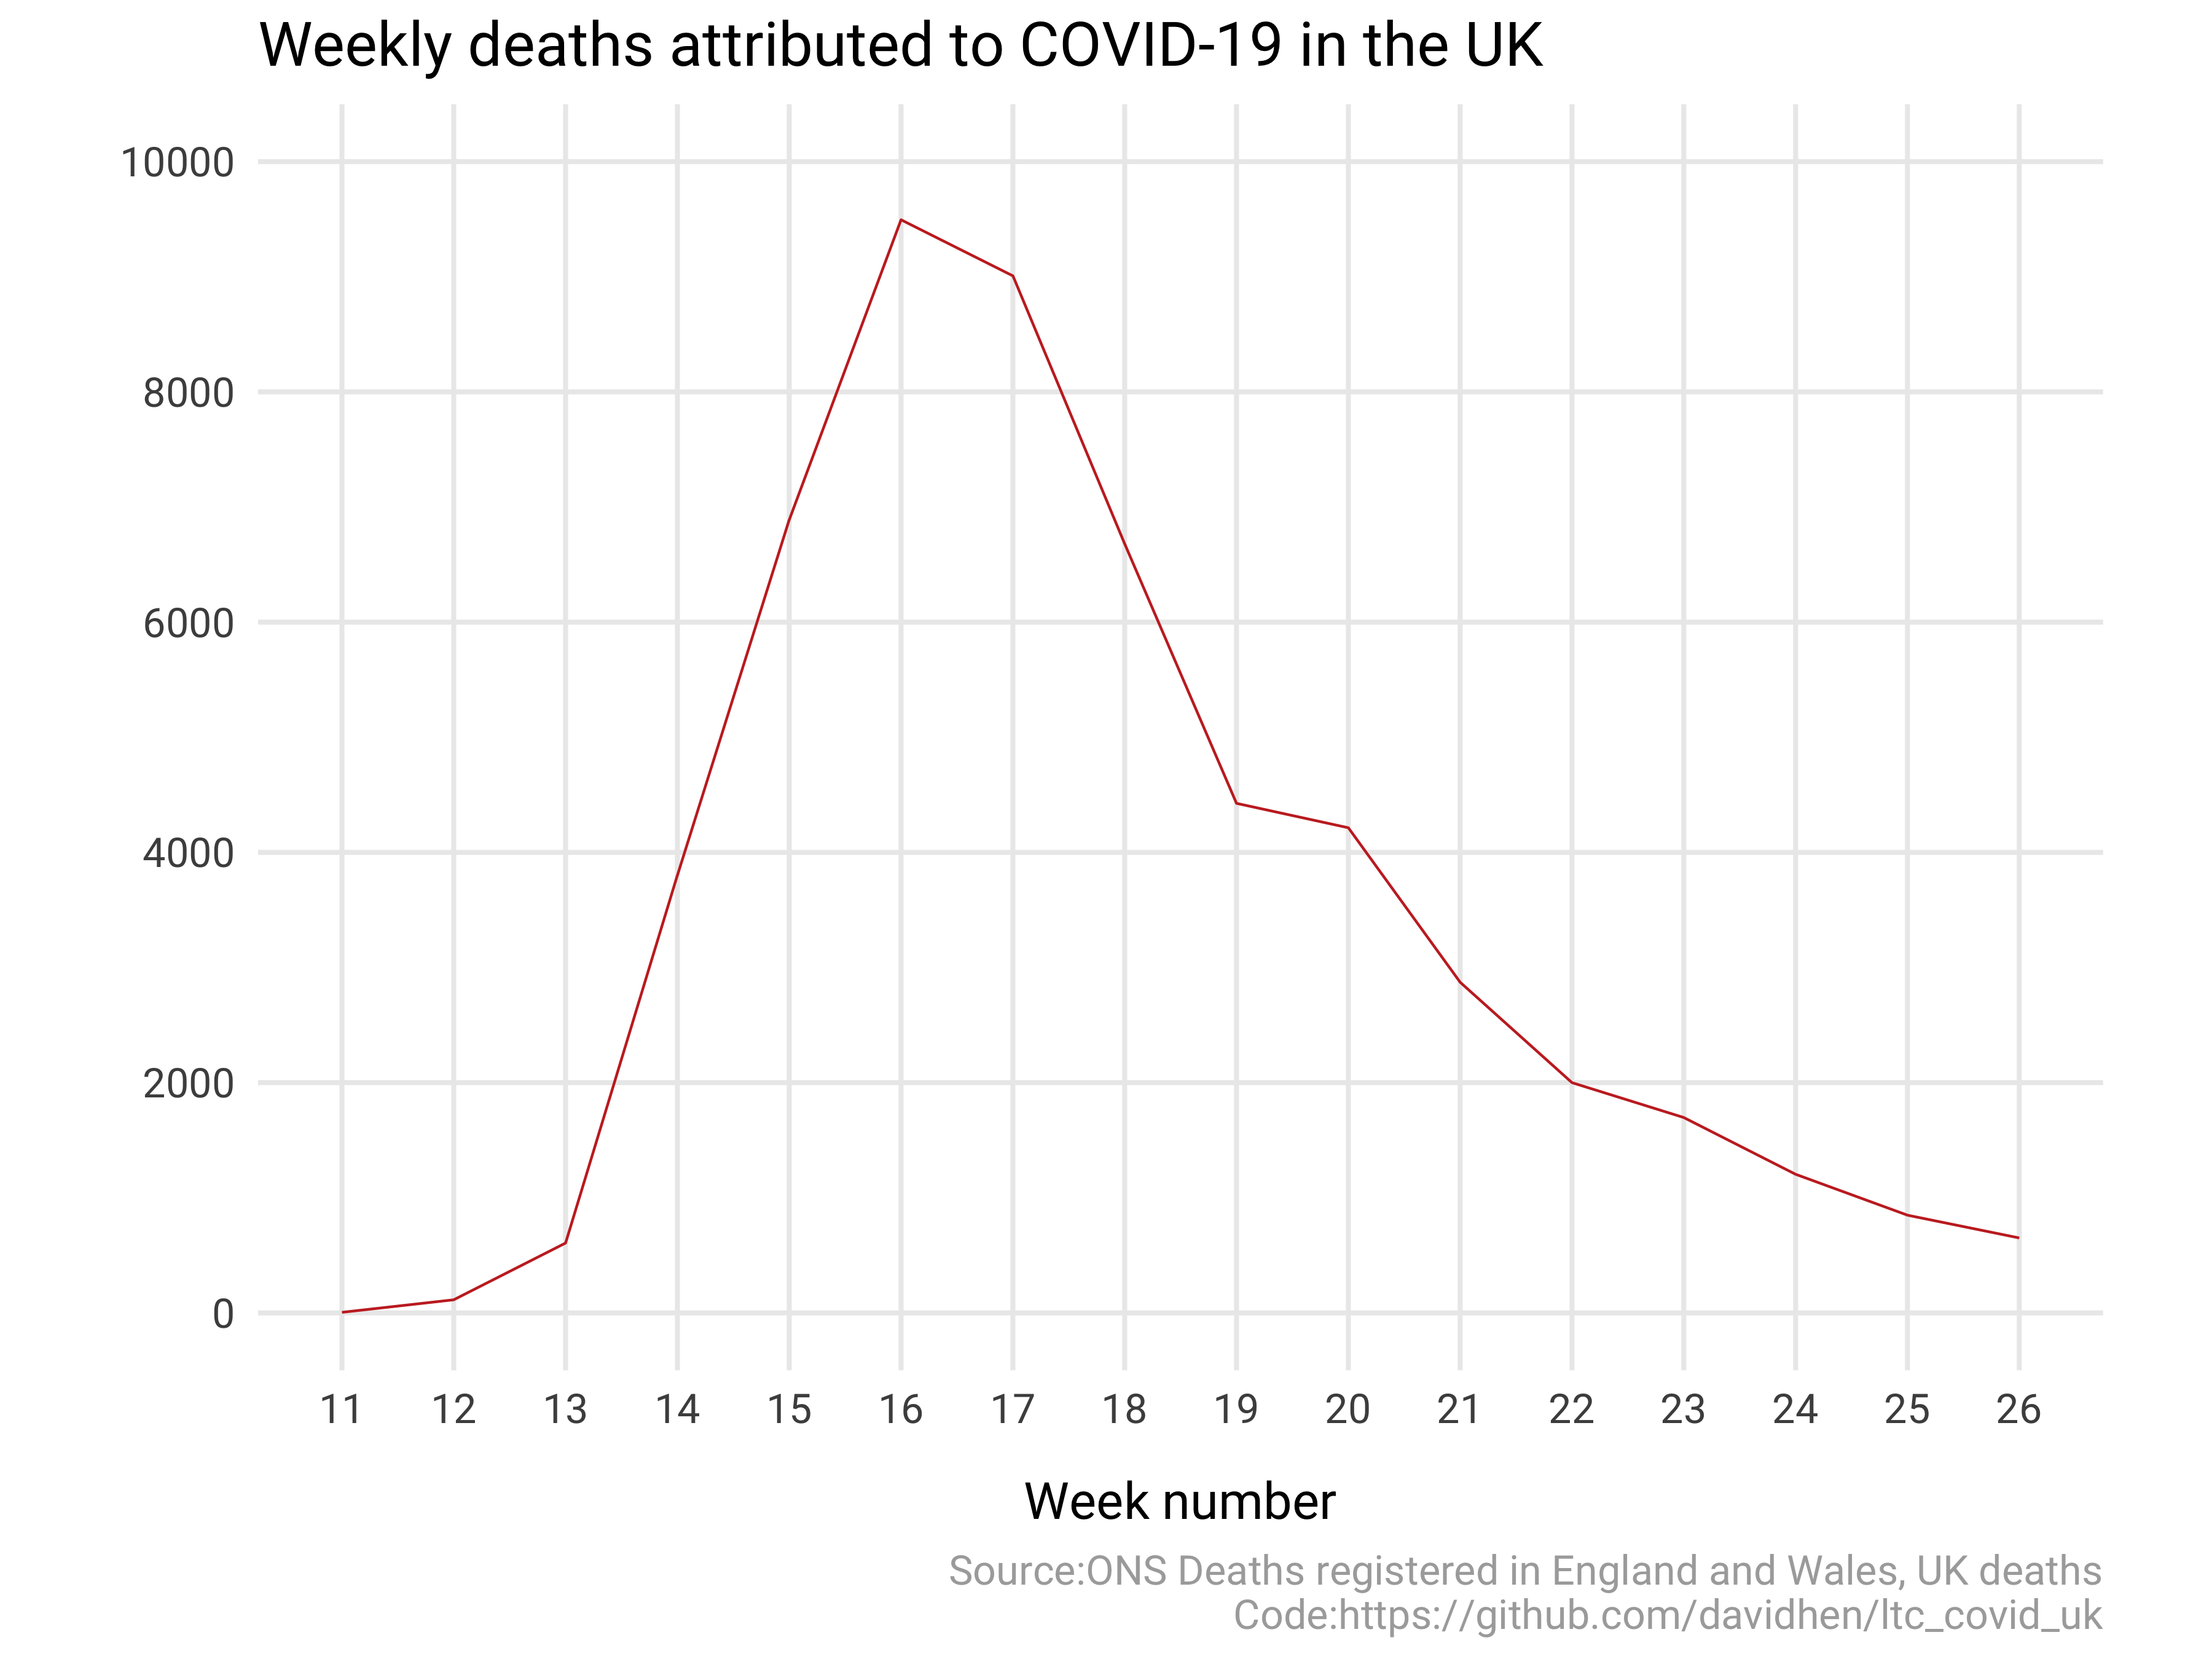 Weekly deaths attributed to COVID-19 in the UK
10000
8000
6000
4000
2000
0
11 12 13 14 15 16 17 18 19 20 21 22 23 24 25 26
Week number
Source:ONS Deaths registered in England and Wales, UK deaths
Code:https://github.com/davidhen/ltc_covid_uk